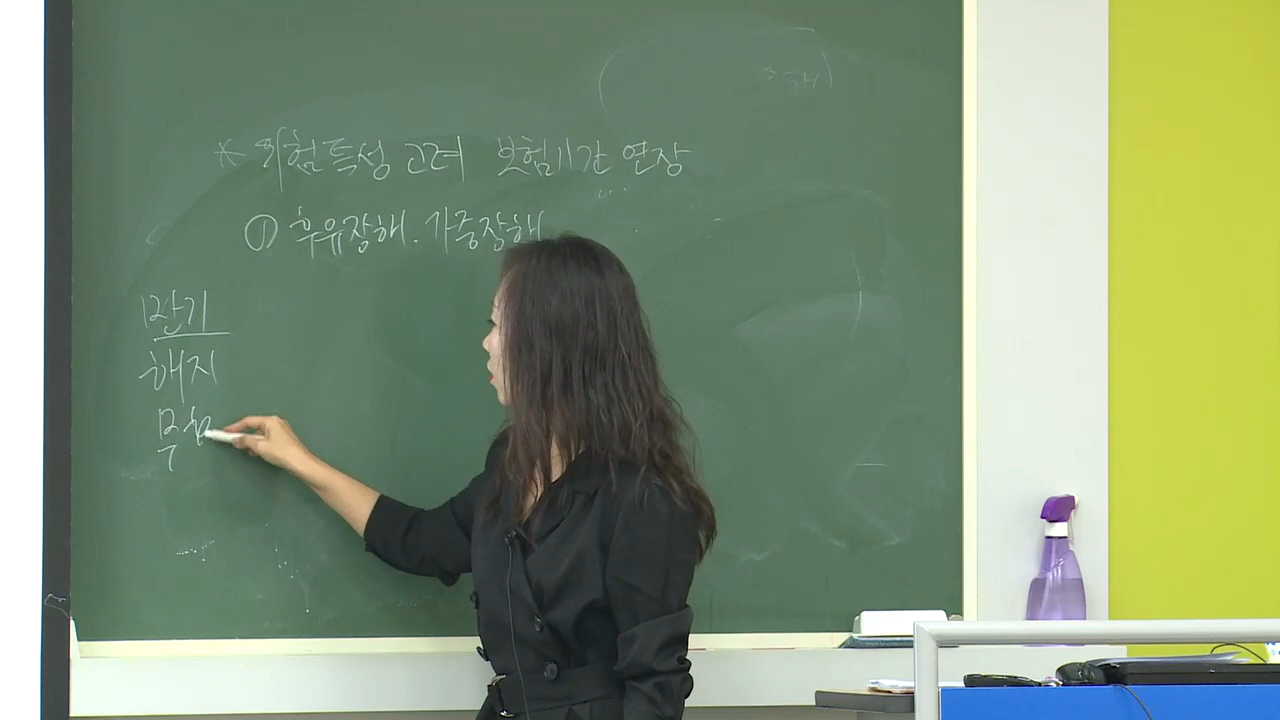 * 위험특성 고려 보험기간 연장
① 후유장해. 가중장해
만기
해지
무효